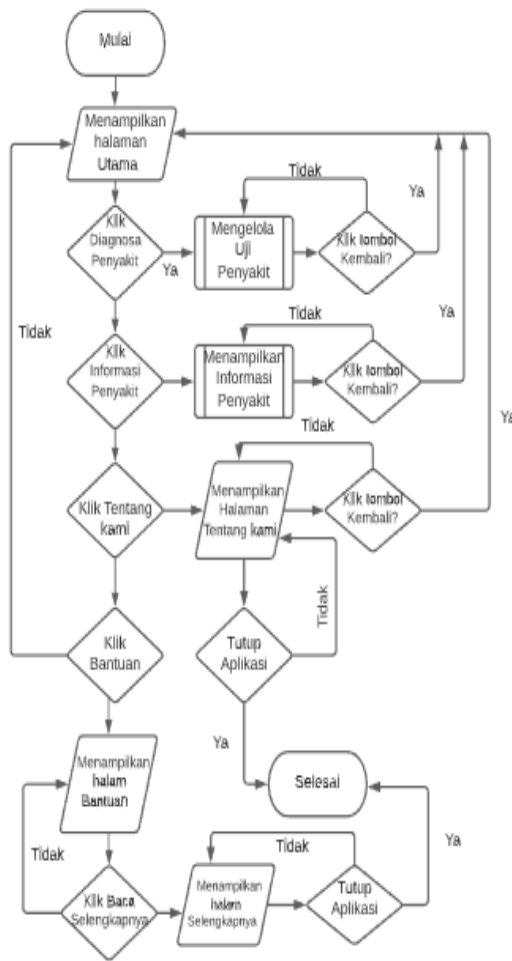 Mulai
Menampilkan
halaman
Utama
Tidak
Klik
Diagnosa
Penyakit
Ya
Mengelola
Uji
Penyakit
Klik tombol
Kembali?
Ya
Tidak
Klik
Informasi
Penyakit
Tidak
Menampilkan
Informasi
Penyakit
Klik tombol
Kembali?
Ya
Tidak
Klik Tentang
kami
Menampilkan
Halaman
Tentang kami
Klik tombol
Kembali?
Ya
Klik
Bantuan
Tutup
Aplikasi
Tidak
Ya
Selesai
Menampilkan
halam
Bantuan
Tidak
Klik Baca
Selengkapnya
Menampilkan
halam
Selengkapnya
Tidak
Tutup
Aplikasi
Ya